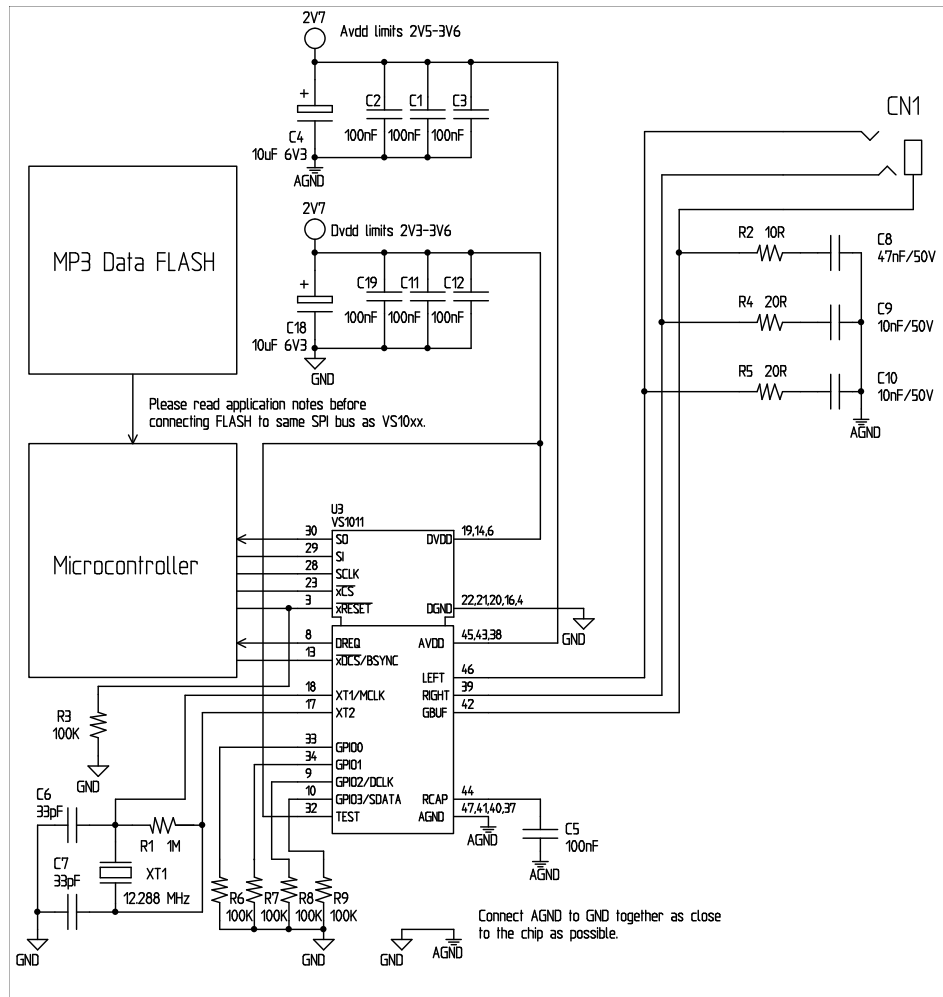 2V7
Avdd limits 2V5-3V6
+
C4
10uF 6V3
C2
100nF
C1
100nF
C3
100nF
AGND
2V7
Dvdd limits 2V3-3V6
+
C18
10uF 6V3
C19
100nF
C11
100nF
C12
100nF
GND
CN1
R2 10R
C8
47nF/50V
R4 20R
C9
10nF/50V
R5 20R
C10
10nF/50V
AGND
MP3 Data FLASH
Please read application notes before
connecting FLASH to same SPI bus as VS10xx.
Microcontroller
U3
VS1011
30 SO
29 SI
28 SCLK
23 xCS
3 xRESET
8 DREQ
13 xDCS/BSYNC
18 XT1/MCLK
17 XT2
33 GPIO0
34 GPIO1
9 GPIO2/DCLK
10 GPIO3/SDATA
32 TEST
DVDD 19,14,6
DGND 22,21,20,16,4
GND
AVDD 45,43,38
LEFT 46
RIGHT 39
GBUF 42
RCAP 44
AGND 47,41,40,37
AGND
C5
100nF
AGND
R3
100K
GND
C6
33pF
R1 1M
C7
33pF
XT1
12.288 MHz
GND
R6
100K
R7
100K
R8
100K
R9
100K
GND
Connect AGND to GND together as close
to the chip as possible.
GND
AGND